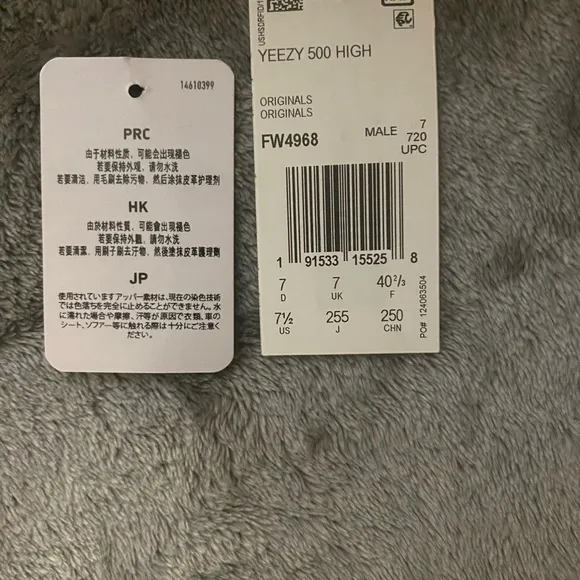 14610399
PRC
由于材料性质，可能会出现褪色
若要保持外观，请勿水洗
若要清洁，用毛刷去除污物，然后涂抹皮革护理剂
HK
由於材料性質，可能會出現褪色
若要保持外觀，請勿水洗
若要清潔，用刷子刷去汙物，然後塗抹皮革護理劑
JP
使用されていますアッパー素材は、現在の染色技術
では色落ちを完全に止めることができません。水
に濡れた場合や摩擦、汗等が原因で衣類、車の
シート、ソファー等に触れる際は十分にご注意くだ
さい。
YEEZY 500 HIGH
ORIGINALS
ORIGINALS
FW4968
MALE
7
720
UPC
1 91533 15525 8
7 7 40 2/3
D UK F
7½ 255 250
US J CHN
PO# 124063504